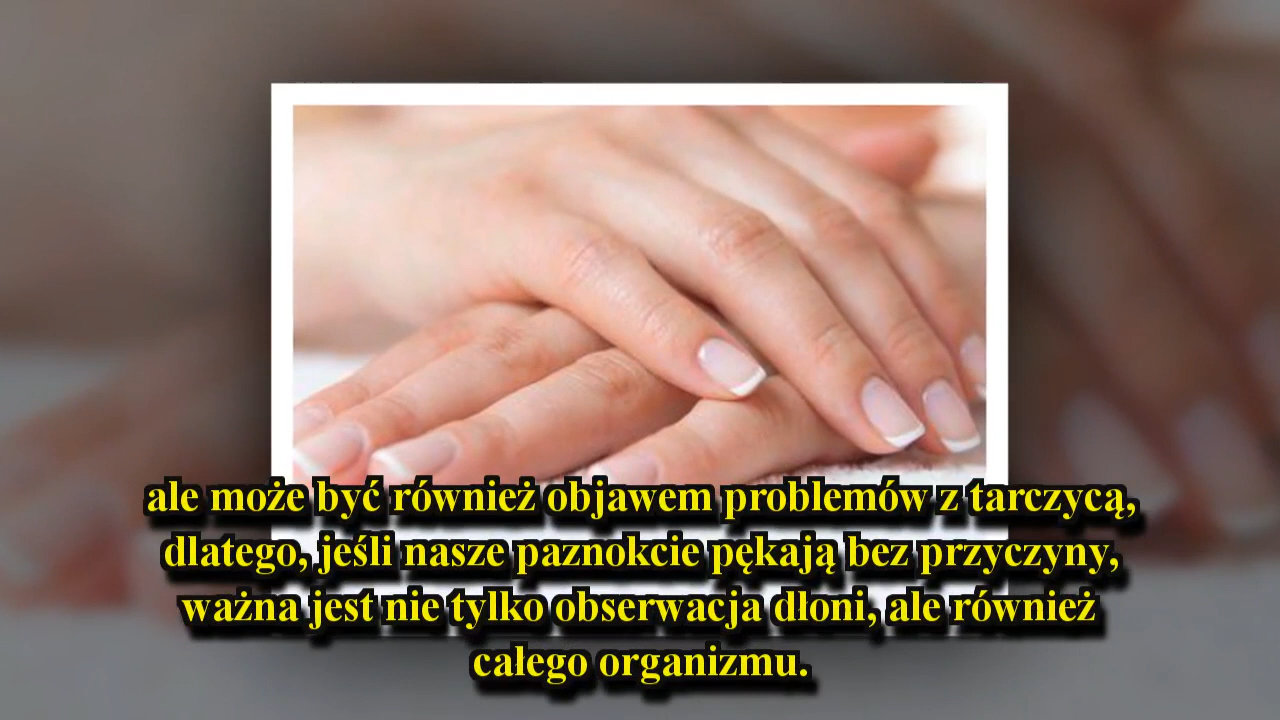 ale może być również objawem problemów z tarczycą,
dlatego, jeśli nasze paznokcie pękają bez przyczyny,
ważna jest nie tylko obserwacja dłoni, ale również
całego organizmu.